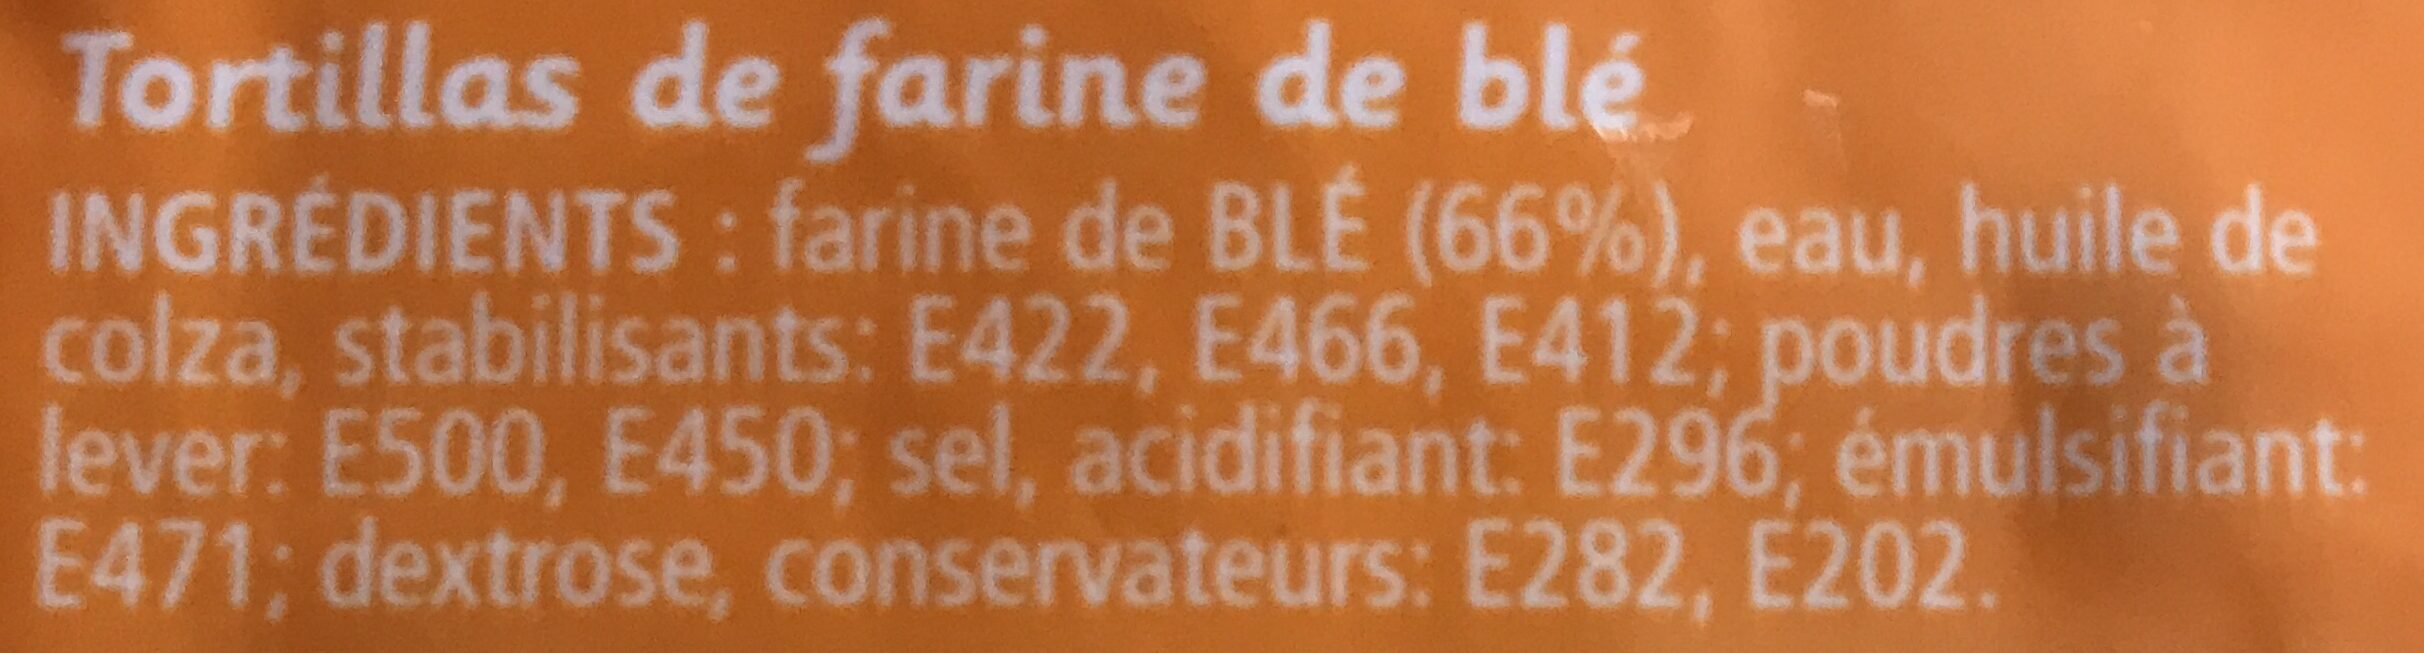 Tortillas de farine de blé
INGRÉDIENTS : farine de BLÉ (66%), eau, huile de
colza, stabilisants: E422, E466, E412; poudres à
lever: E500, E450; sel, acidifiant: E296; émulsifiant:
E471; dextrose, conservateurs: E282, E202.